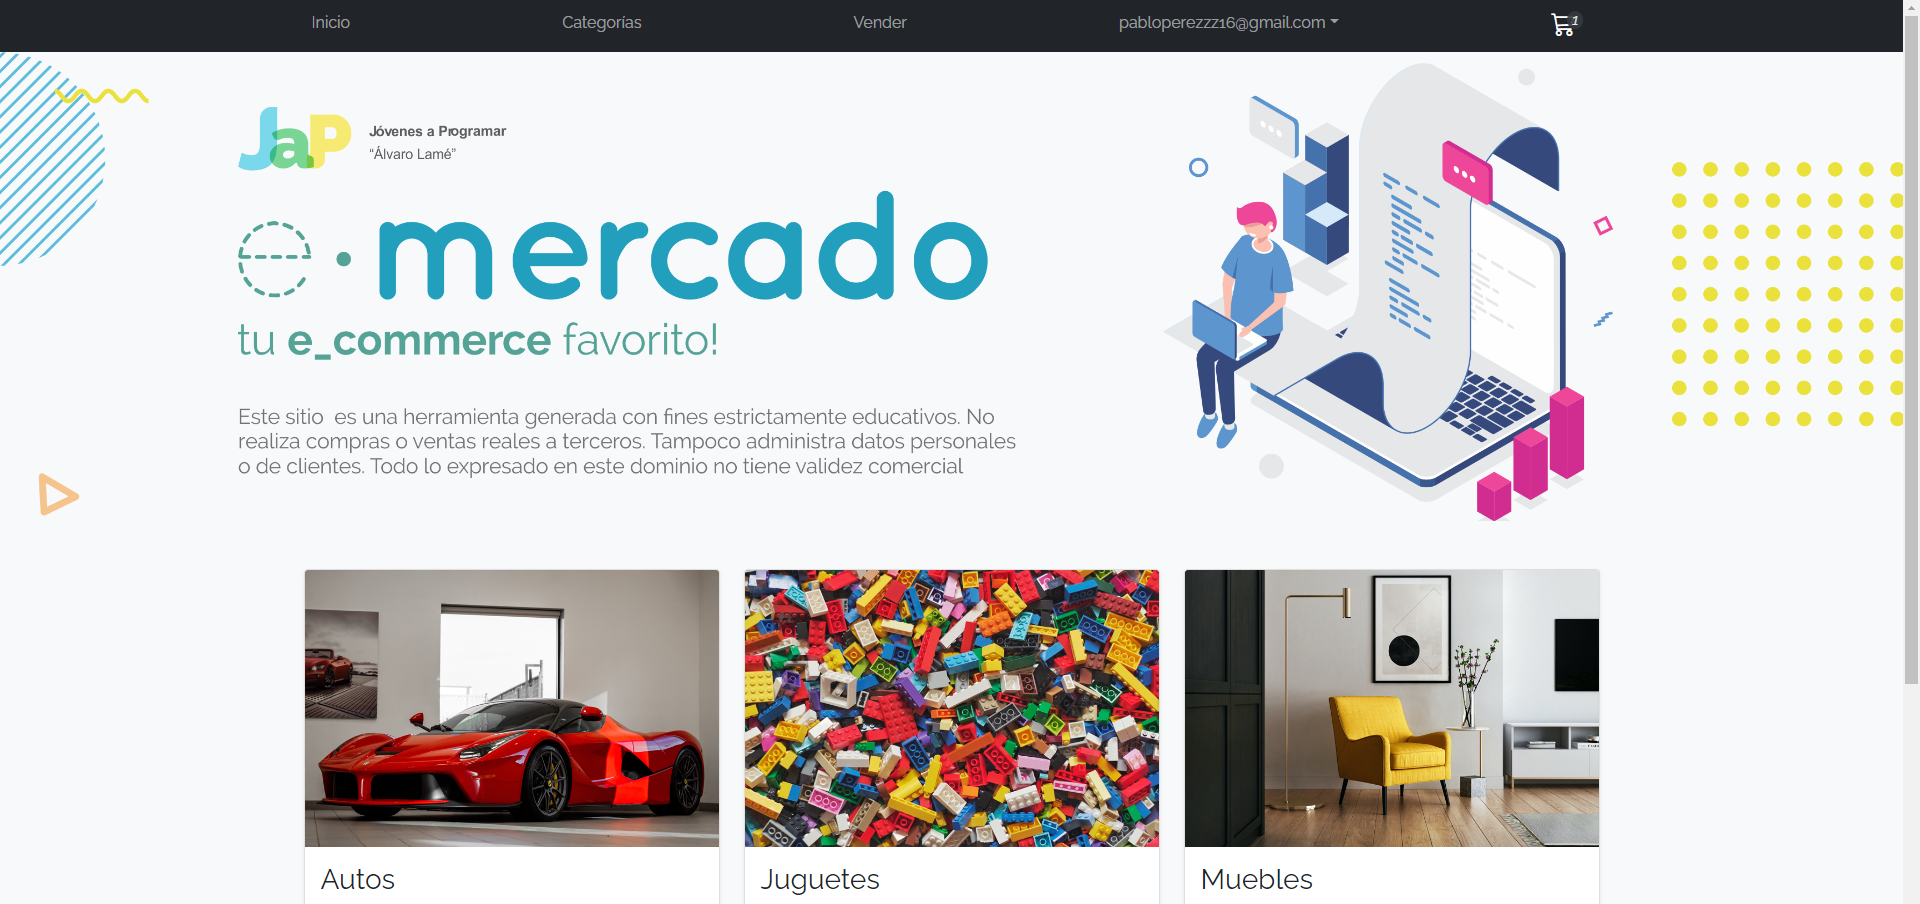 Inicio
Categorías
Vender
pabloperezzz16@gmail.com
1
JaP
Jóvenes a Programar
“Álvaro Lamé”
e · mercado
tu e_commerce favorito!
Este sitio  es una herramienta generada con fines estrictamente educativos. No
realiza compras o ventas reales a terceros. Tampoco administra datos personales
o de clientes. Todo lo expresado en este dominio no tiene validez comercial
Autos
Juguetes
Muebles